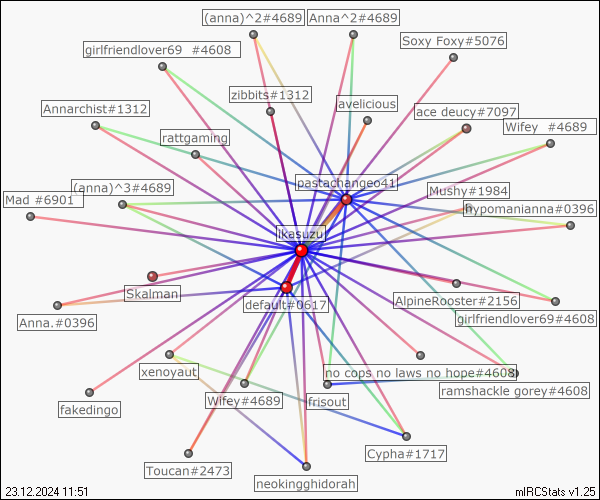 (anna)^2#4689
Anna^2#4689
Soxy Foxy#5076
girlfriendlover69 #4608
zibbits#1312
avelicious
Annarchist#1312
ace deucy#7097
Wifey #4689
rattgaming
(anna)^3#4689
pastachangeo41
Mushy#1984
Mad #6901
hypomanianna#0396
ikasuzu
Skalman
default#0617
AlpineRooster#2156
Anna.#0396
girlfriendlover69#4608
xenoyaut
no cops no laws no hope#4608
ramshackle gorey#4608
fakedingo
Wifey#4689
frisout
Cypha#1717
Toucan#2473
neokingghidorah
23.12.2024 11:51
mIRCStats v1.25